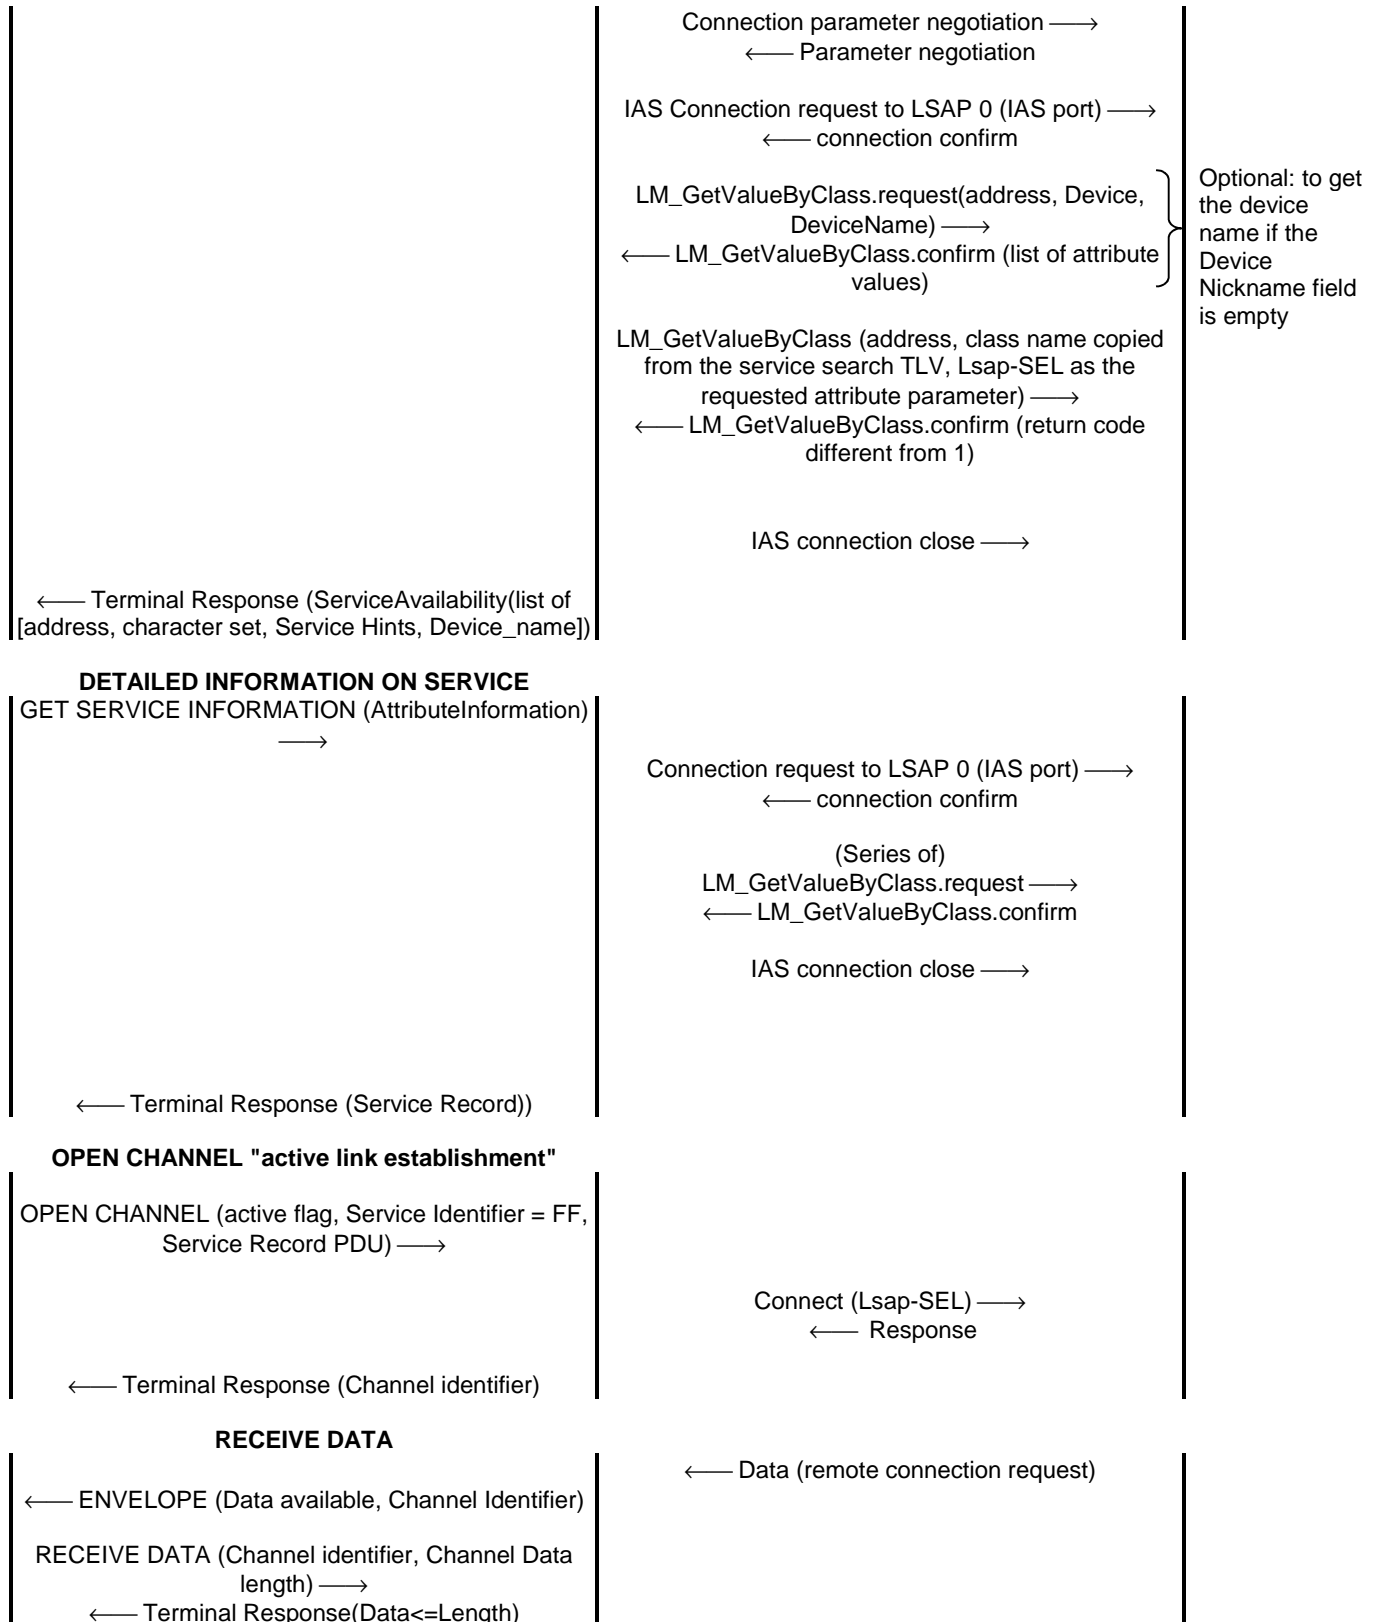 Connection parameter negotiation ⟶
⟵ Parameter negotiation
IAS Connection request to LSAP 0 (IAS port) ⟶
⟵ connection confirm
LM_GetValueByClass.request(address, Device,
DeviceName) ⟶
⟵ LM_GetValueByClass.confirm (list of attribute
values)
Optional: to get
the device
name if the
Device
Nickname field
is empty
LM_GetValueByClass (address, class name copied
from the service search TLV, Lsap-SEL as the
requested attribute parameter) ⟶
⟵ LM_GetValueByClass.confirm (return code
different from 1)
IAS connection close ⟶
⟵ Terminal Response (ServiceAvailability(list of
[address, character set, Service Hints, Device_name])
DETAILED INFORMATION ON SERVICE
GET SERVICE INFORMATION (AttributeInformation)
⟶
Connection request to LSAP 0 (IAS port) ⟶
⟵ connection confirm
(Series of)
LM_GetValueByClass.request ⟶
⟵ LM_GetValueByClass.confirm
IAS connection close ⟶
⟵ Terminal Response (Service Record))
OPEN CHANNEL "active link establishment"
OPEN CHANNEL (active flag, Service Identifier = FF,
Service Record PDU) ⟶
Connect (Lsap-SEL) ⟶
⟵ Response
⟵ Terminal Response (Channel identifier)
RECEIVE DATA
⟵ Data (remote connection request)
⟵ ENVELOPE (Data available, Channel Identifier)
RECEIVE DATA (Channel identifier, Channel Data
length) ⟶
⟵ Terminal Response(Data<=Length)